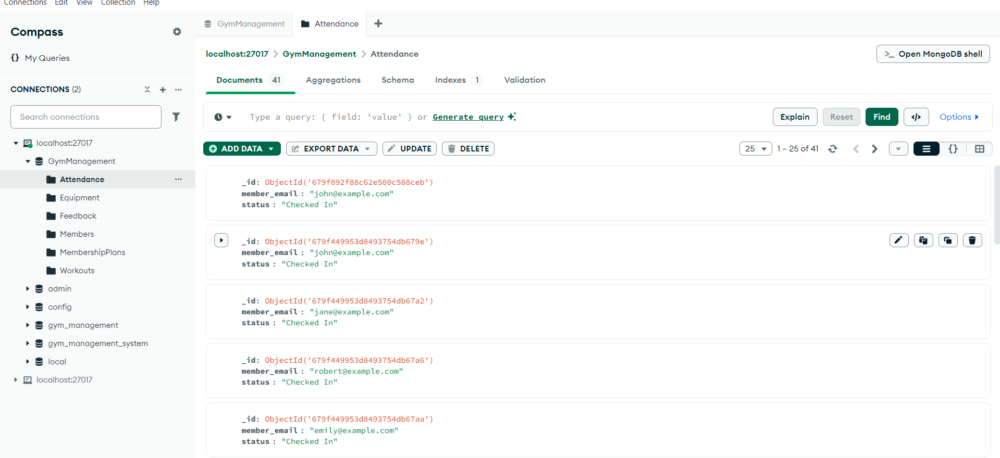 Connections Edit View Collection Help
Compass
{} My Queries
CONNECTIONS (2)
Search connections
localhost:27017
GymManagement
Attendance
Equipment
Feedback
Members
MembershipPlans
Workouts
admin
config
gym_management
gym_management_system
local
localhost:27017
GymManagement
Attendance
localhost:27017 > GymManagement > Attendance
>_ Open MongoDB shell
Documents 41 Aggregations Schema Indexes 1 Validation
Type a query: { field: 'value' } or Generate query
Explain Reset Find </> Options
ADD DATA EXPORT DATA UPDATE DELETE
25 1 – 25 of 41 {}
_id: ObjectId('679f092f88c62e500c508ceb')
member_email : "john@example.com"
status : "Checked In"
_id: ObjectId('679f449953d8493754db679e')
member_email : "john@example.com"
status : "Checked In"
_id: ObjectId('679f449953d8493754db67a2')
member_email : "jane@example.com"
status : "Checked In"
_id: ObjectId('679f449953d8493754db67a6')
member_email : "robert@example.com"
status : "Checked In"
_id: ObjectId('679f449953d8493754db67aa')
member_email : "emily@example.com"
status : "Checked In"